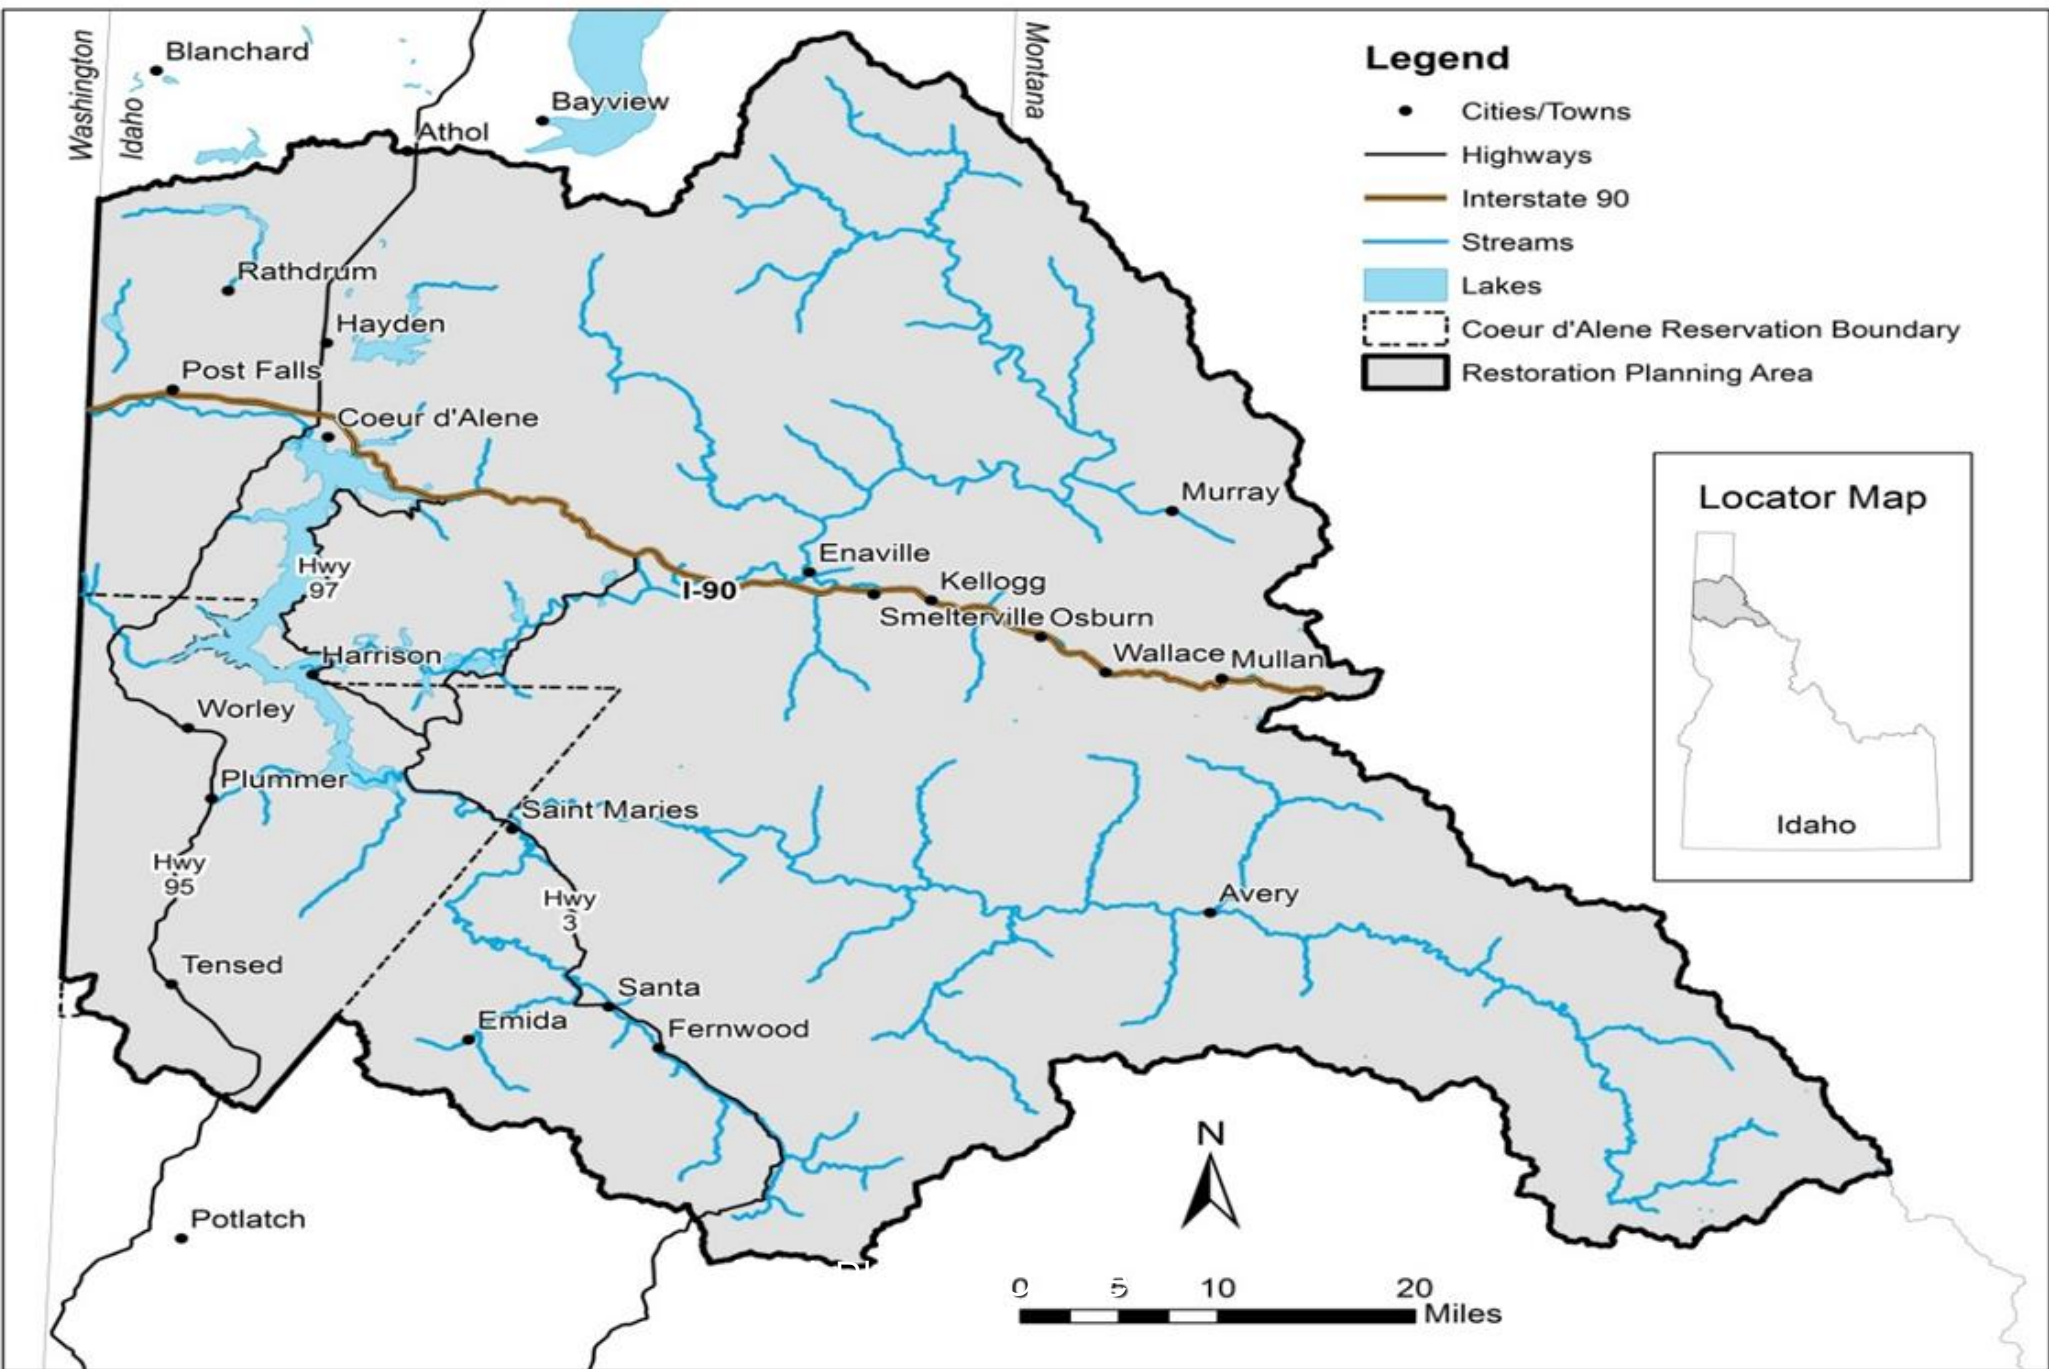 Washington
Idaho
Montana
Blanchard
Bayview
Athol
Rathdrum
Hayden
Post Falls
Coeur d'Alene
Murray
Enaville
Hwy
97
I-90
Kellogg
Smelterville
Osburn
Wallace
Mullan
Harrison
Worley
Plummer
Saint Maries
Hwy
95
Hwy
3
Avery
Tensed
Santa
Emida
Fernwood
Potlatch
Legend
Cities/Towns
Highways
Interstate 90
Streams
Lakes
Coeur d'Alene Reservation Boundary
Restoration Planning Area
Locator Map
Idaho
N
0 5 10 20
Miles